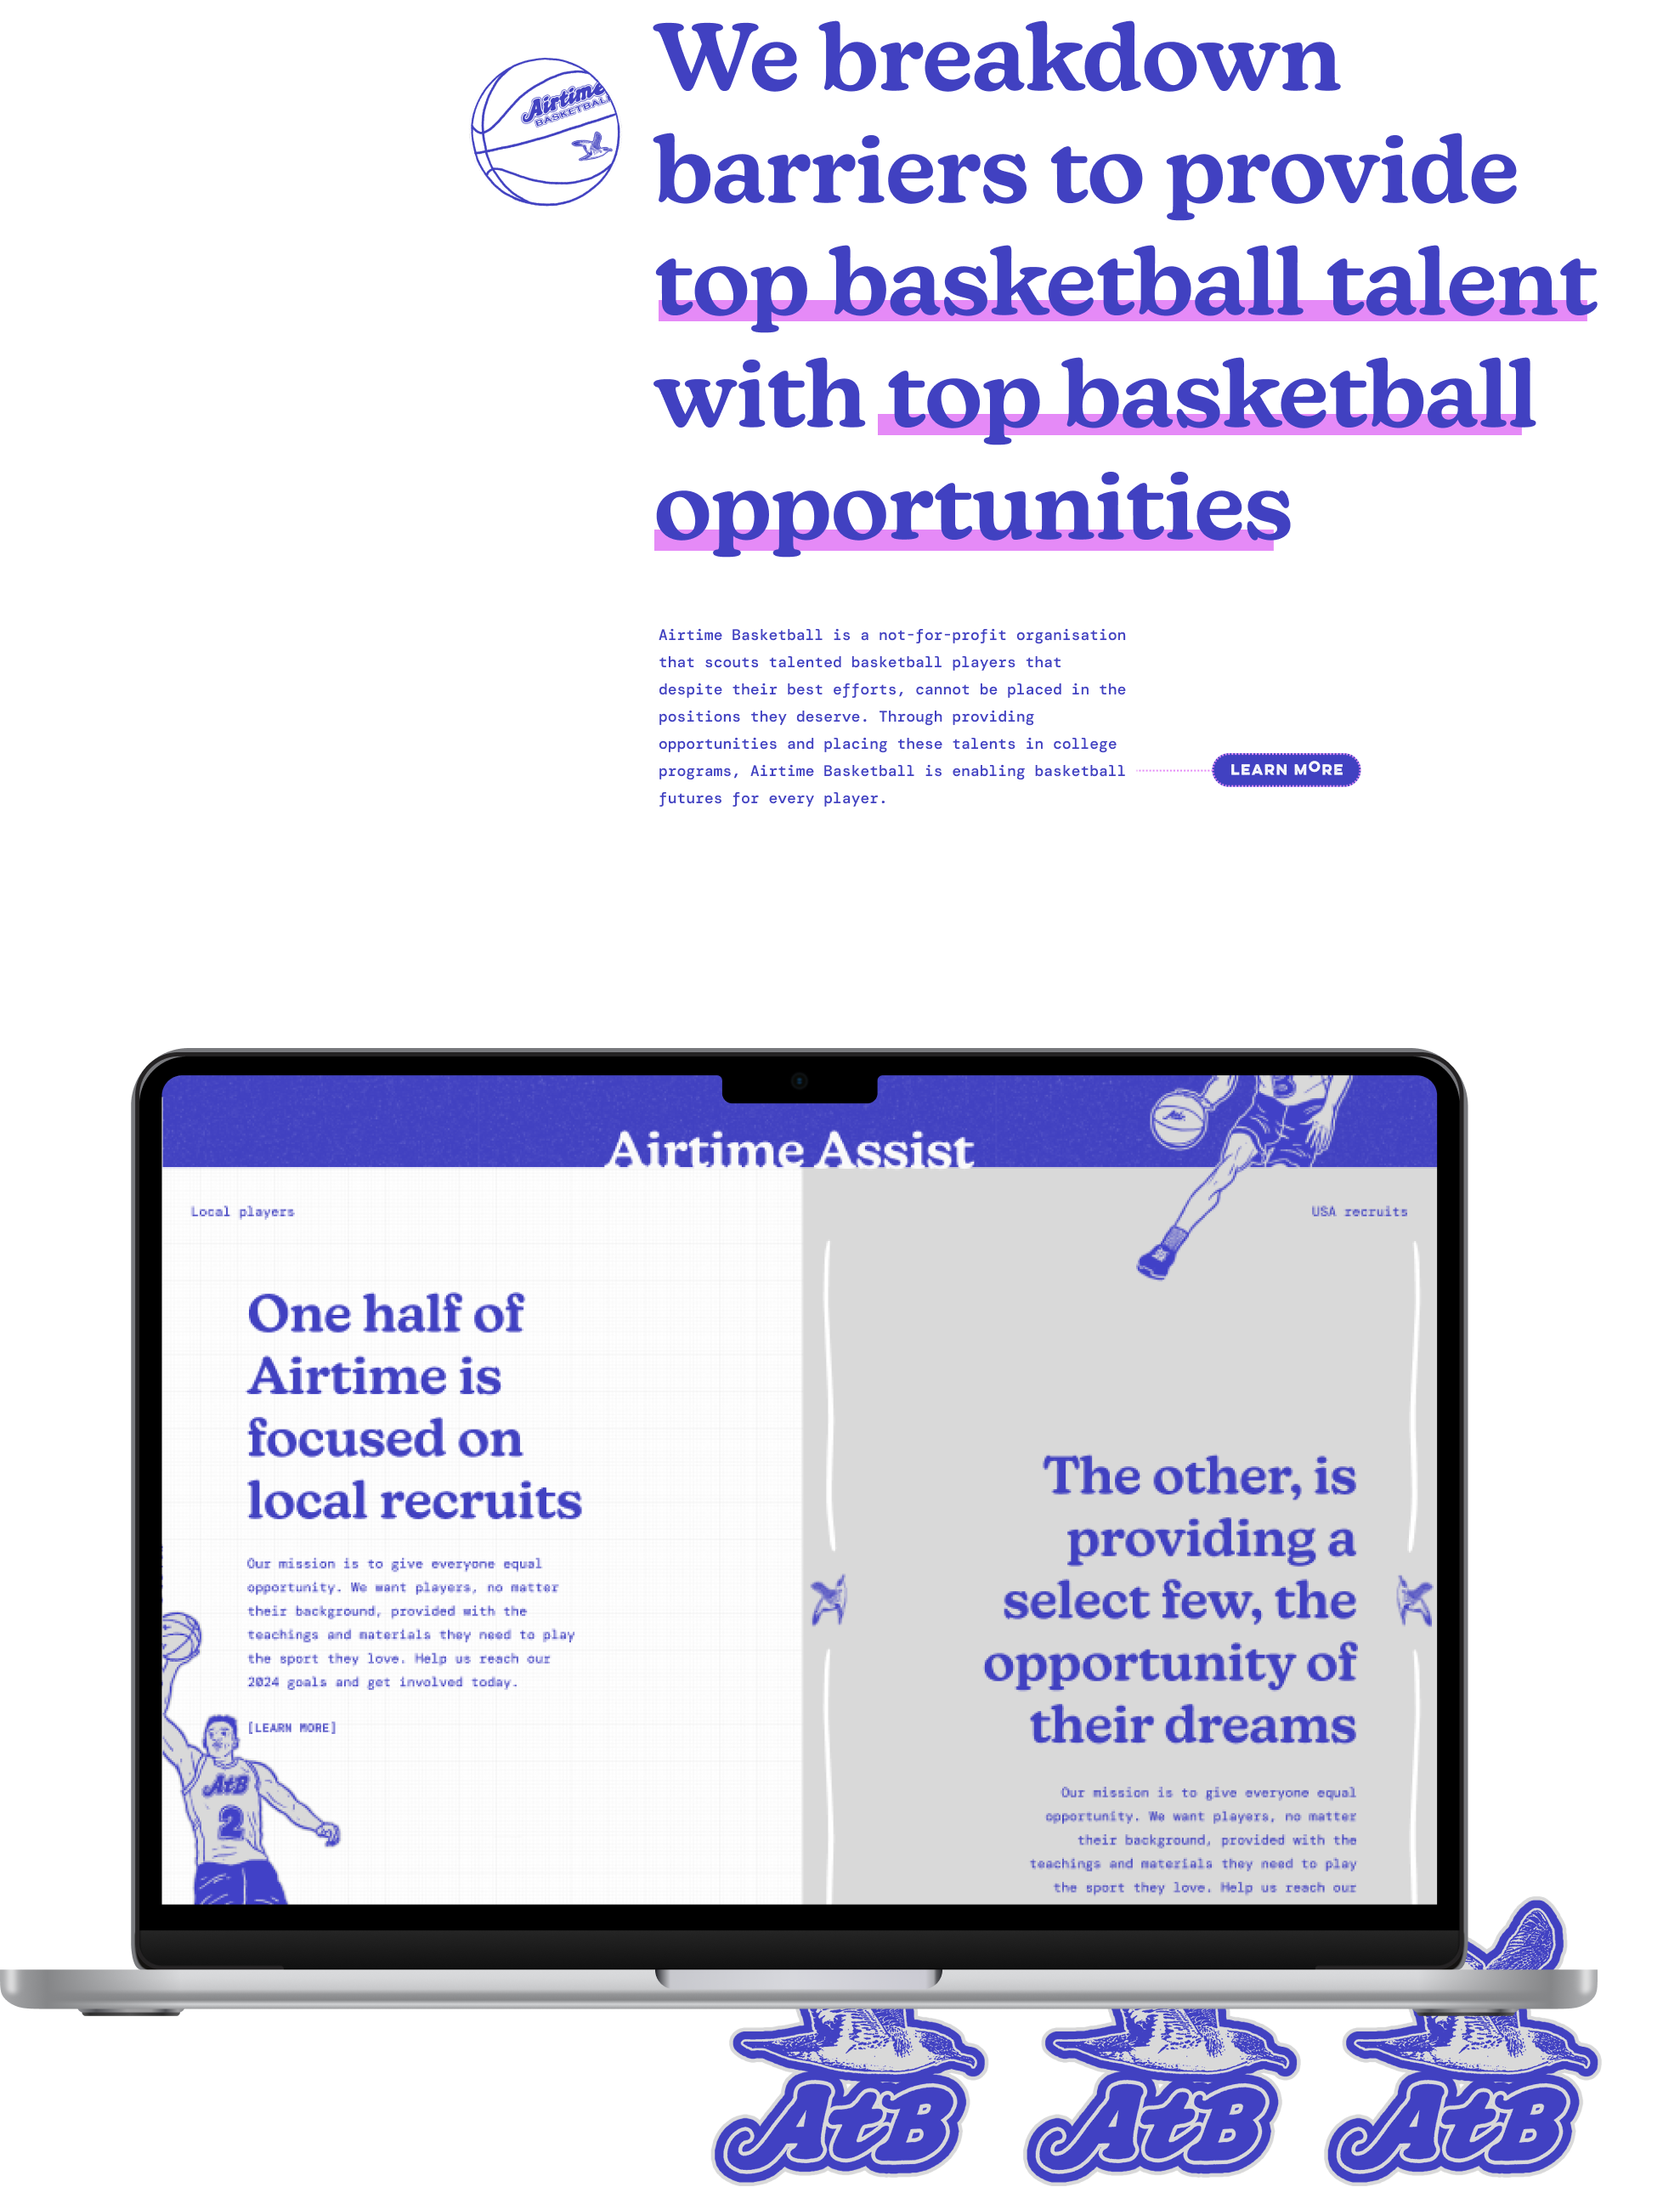 We breakdown
barriers to provide
top basketball talent
with top basketball
opportunities
Airtime
BASKETBALL
Airtime Basketball is a not-for-profit organisation
that scouts talented basketball players that
despite their best efforts, cannot be placed in the
positions they deserve. Through providing
opportunities and placing these talents in college
programs, Airtime Basketball is enabling basketball
futures for every player.
LEARN MORE
Airtime Assist
Local players
USA recruits
One half of
Airtime is
focused on
local recruits
Our mission is to give everyone equal
opportunity. We want players, no matter
their background, provided with the
teachings and materials they need to play
the sport they love. Help us reach our
2024 goals and get involved today.
[LEARN MORE]
AtB
2
The other, is
providing a
select few, the
opportunity of
their dreams
Our mission is to give everyone equal
opportunity. We want players, no matter
their background, provided with the
teachings and materials they need to play
the sport they love. Help us reach our
AtB
AtB
AtB